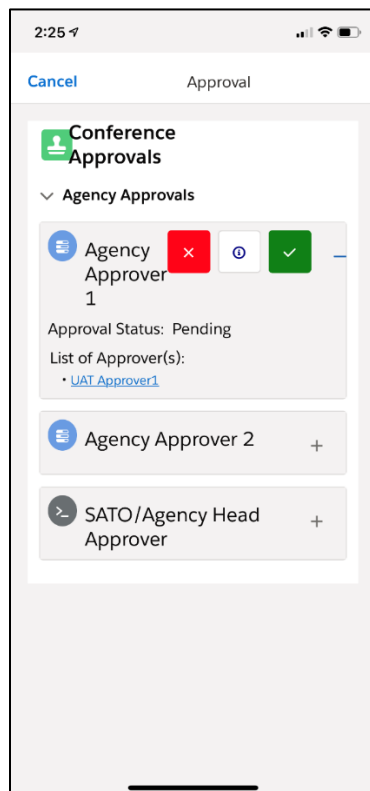 2:25
Cancel Approval
Conference
Approvals
Agency Approvals
Agency
Approver
1
Approval Status: Pending
List of Approver(s):
• UAT Approver1
Agency Approver 2
SATO/Agency Head
Approver